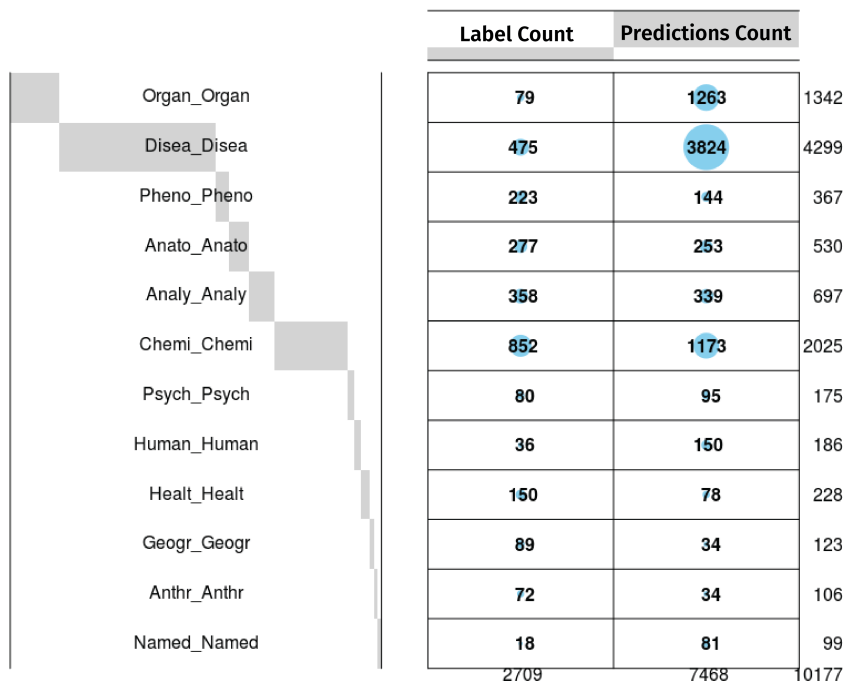 Label Count Predictions Count
Organ_Organ 79 1263 1342
Disea_Disea 475 3824 4299
Pheno_Pheno 223 144 367
Anato_Anato 277 253 530
Analy_Analy 358 339 697
Chemi_Chemi 852 1173 2025
Psych_Psych 80 95 175
Human_Human 36 150 186
Healt_Healt 150 78 228
Geogr_Geogr 89 34 123
Anthr_Anthr 72 34 106
Named_Named 18 81 99
2709 7468 10177